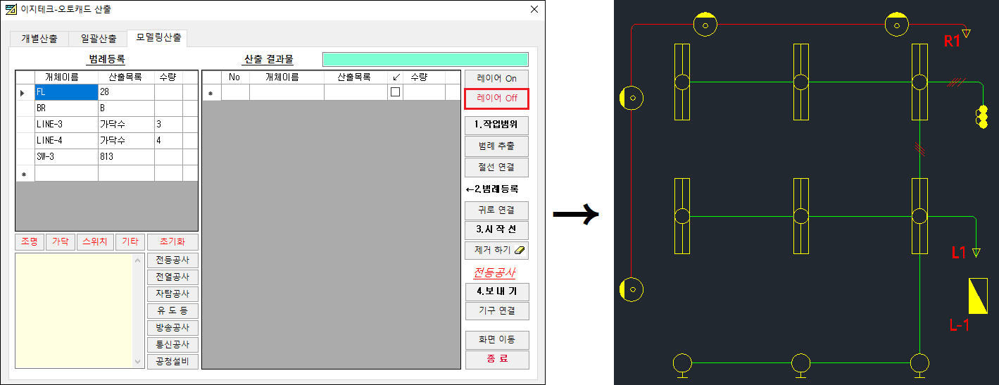 이지테크-오토캐드 산출
개별산출 일괄산출 모델링산출
범례등록 산출 결과물
개체이름 산출목록 수량
FL 28
BR B
LINE-3 가닥수 3
LINE-4 가닥수 4
SW-3 813
조명 가닥 스위치 기타 초기화
전등공사
전열공사
자탐공사
유 도 등
방송공사
통신공사
공청설비
No 개체이름 산출목록 ↙ 수량
레이어 On
레이어 Off
1.작업범위
범례 추출
절선 연결
←2.범례등록
귀로 연결
3.시 작 선
제거 하기
전등공사
4.보 내 기
기구 연결
화면 이동
종 료
R1
L1
L-1